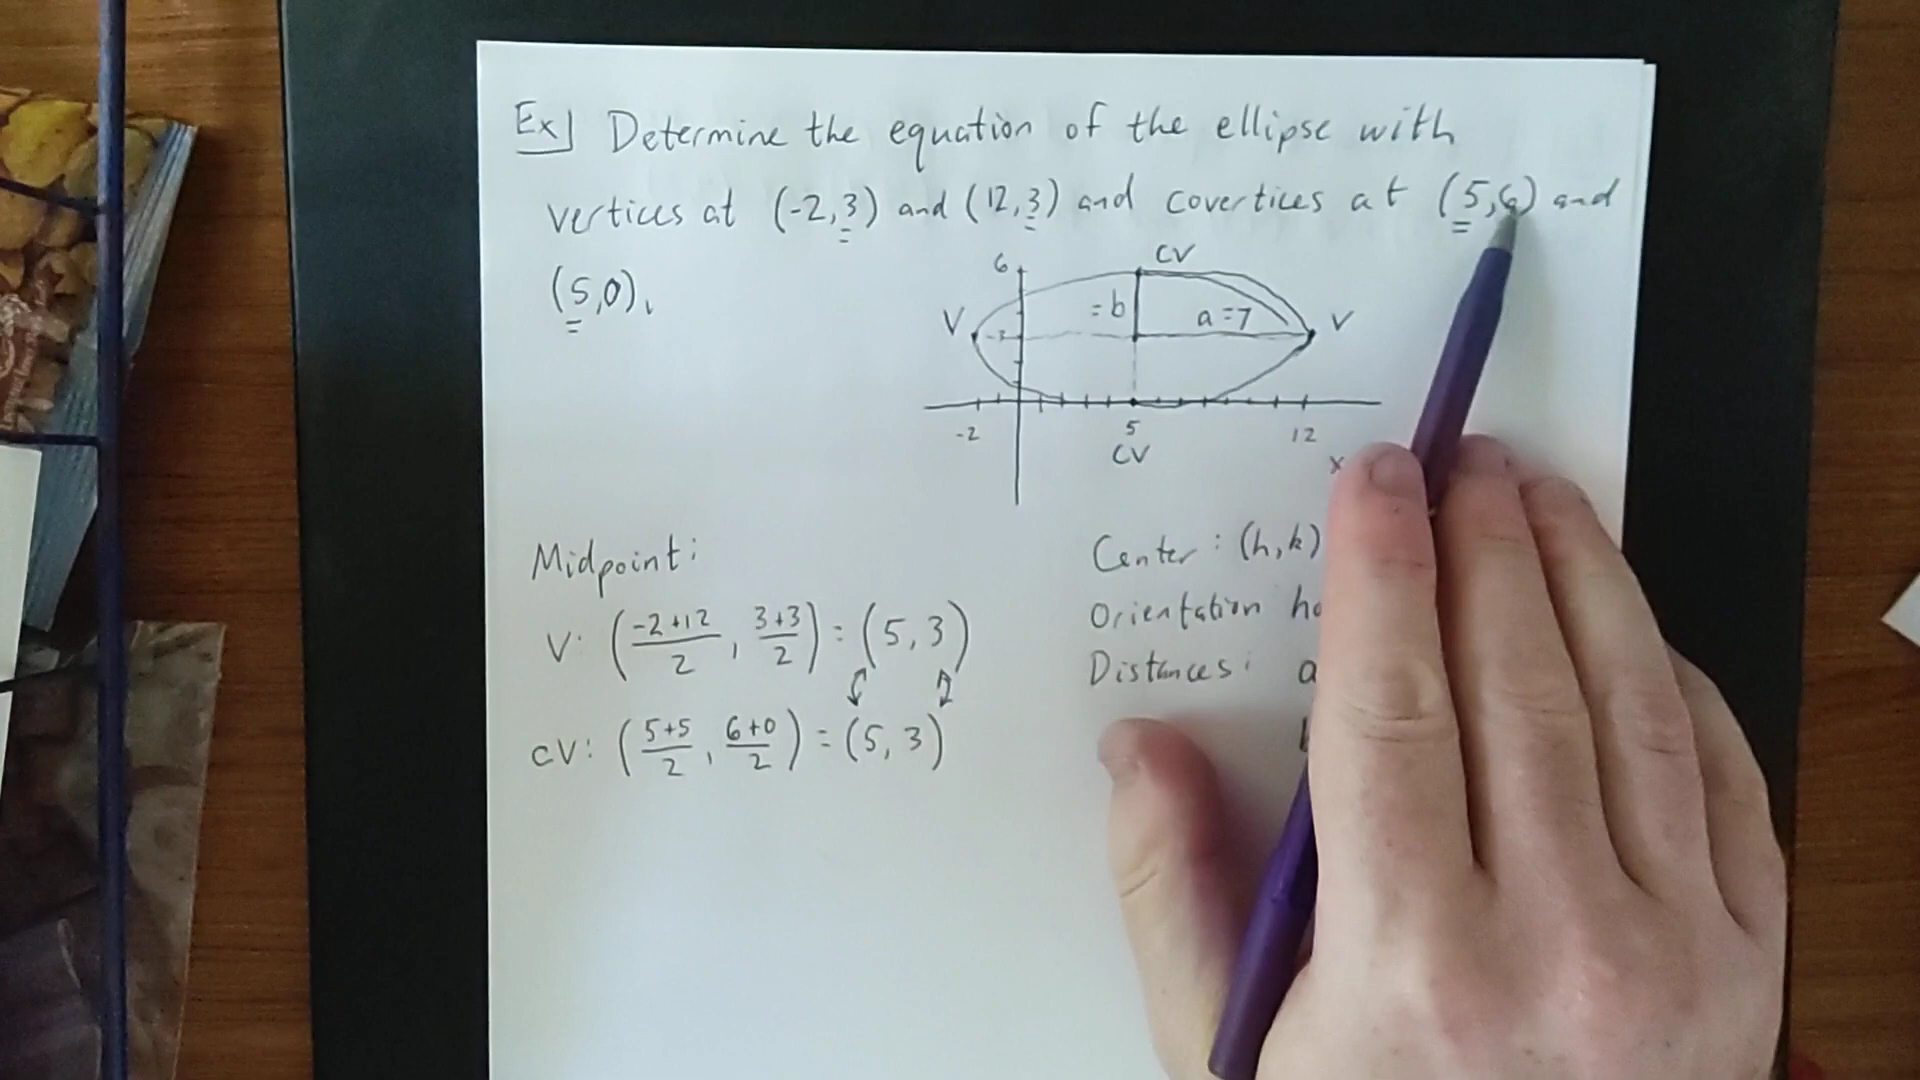 Ex] Determine the equation of the ellipse with
vertices at (-2,3) and (12,3) and covertices at (5,6) and
(5,0).
6
CV
V
-3
= b
a = 7
V
-2
5
12
CV
x
Midpoint:
V: (-2+12/2, 3+3/2) = (5,3)
CV: (5+5/2, 6+0/2) = (5,3)
Center: (h,k)
Orientation ho
Distances: a